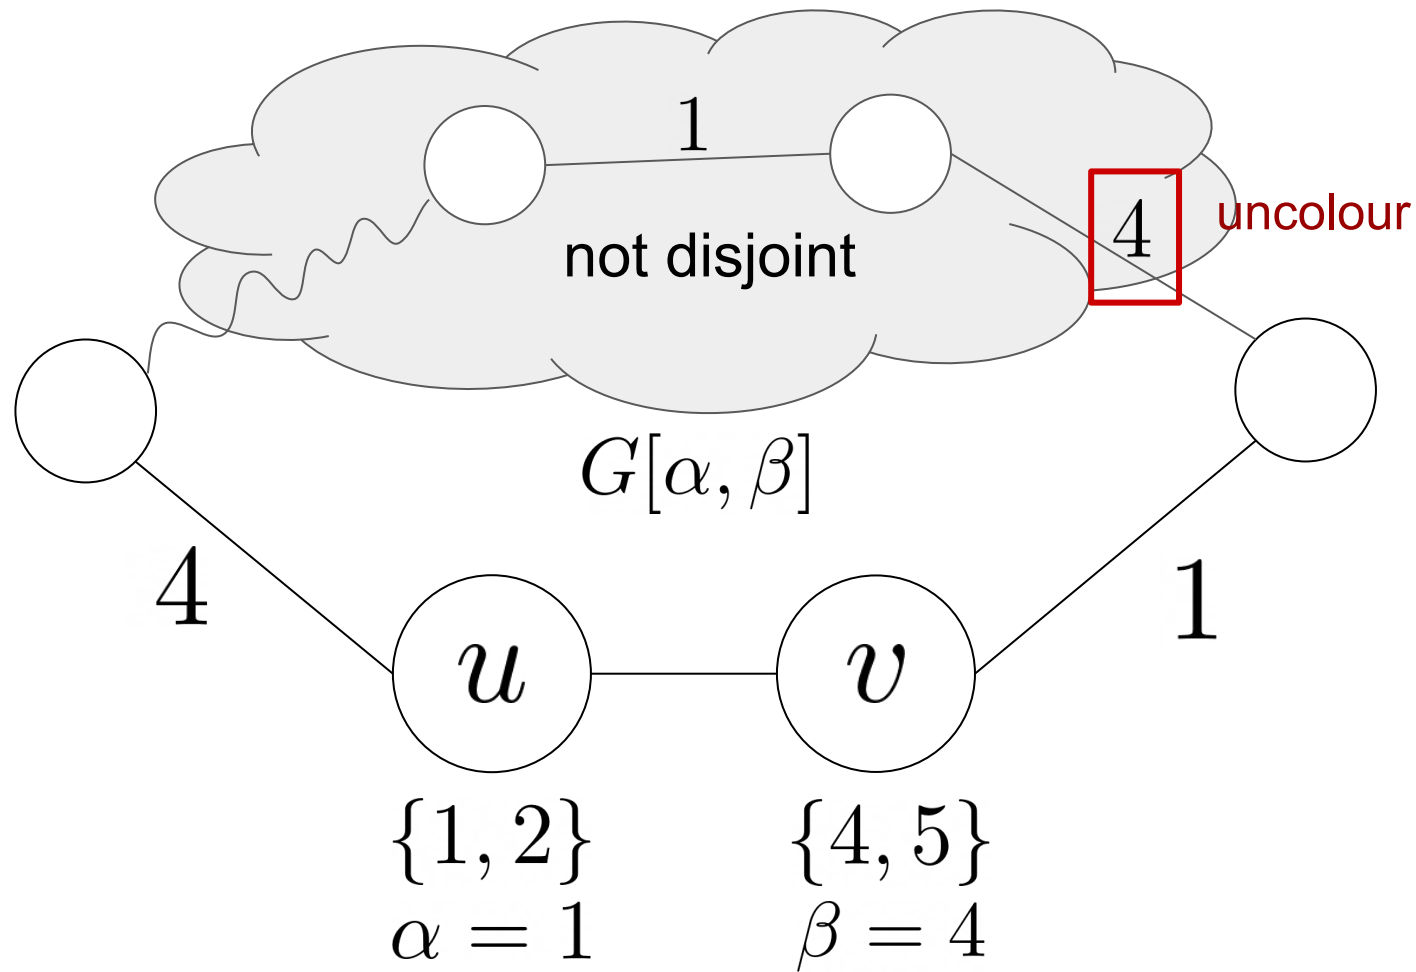 1
4
uncolour
not disjoint
G[α, β]
4
1
u
v
{1, 2}
{4, 5}
α = 1
β = 4